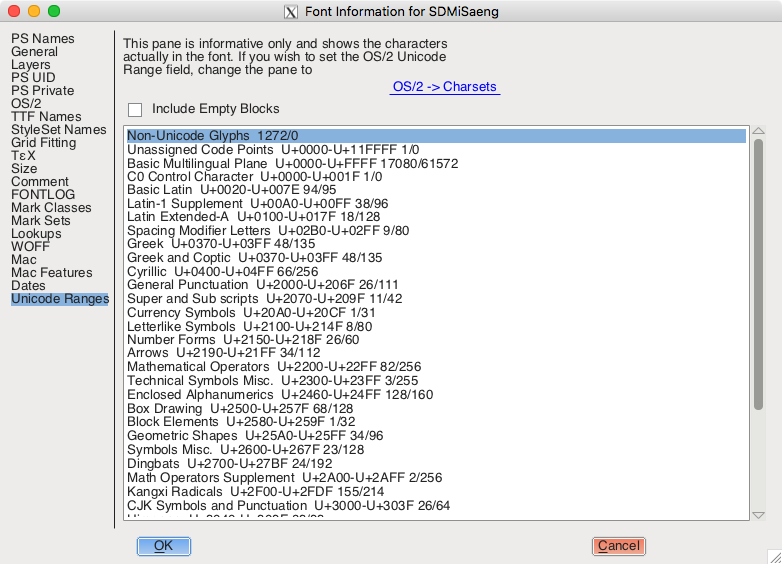 Font Information for SDMiSaeng
PS Names
General
Layers
PS UID
PS Private
OS/2
TTF Names
StyleSet Names
Grid Fitting
ΤεΧ
Size
Comment
FONTLOG
Mark Classes
Mark Sets
Lookups
WOFF
Mac
Mac Features
Dates
Unicode Ranges
This pane is informative only and shows the characters
actually in the font. If you wish to set the OS/2 Unicode
Range field, change the pane to
OS/2 -> Charsets
Include Empty Blocks
Non-Unicode Glyphs 1272/0
Unassigned Code Points U+0000-U+11FFFF 1/0
Basic Multilingual Plane U+0000-U+FFFF 17080/61572
C0 Control Character U+0000-U+001F 1/0
Basic Latin U+0020-U+007E 94/95
Latin-1 Supplement U+00A0-U+00FF 38/96
Latin Extended-A U+0100-U+017F 18/128
Spacing Modifier Letters U+02B0-U+02FF 9/80
Greek U+0370-U+03FF 48/135
Greek and Coptic U+0370-U+03FF 48/135
Cyrillic U+0400-U+04FF 66/256
General Punctuation U+2000-U+206F 26/111
Super and Sub scripts U+2070-U+209F 11/42
Currency Symbols U+20A0-U+20CF 1/31
Letterlike Symbols U+2100-U+214F 8/80
Number Forms U+2150-U+218F 26/60
Arrows U+2190-U+21FF 34/112
Mathematical Operators U+2200-U+22FF 82/256
Technical Symbols Misc. U+2300-U+23FF 3/255
Enclosed Alphanumerics U+2460-U+24FF 128/160
Box Drawing U+2500-U+257F 68/128
Block Elements U+2580-U+259F 1/32
Geometric Shapes U+25A0-U+25FF 34/96
Symbols Misc. U+2600-U+267F 23/128
Dingbats U+2700-U+27BF 24/192
Math Operators Supplement U+2A00-U+2AFF 2/256
Kangxi Radicals U+2F00-U+2FDF 155/214
CJK Symbols and Punctuation U+3000-U+303F 26/64
OK
Cancel